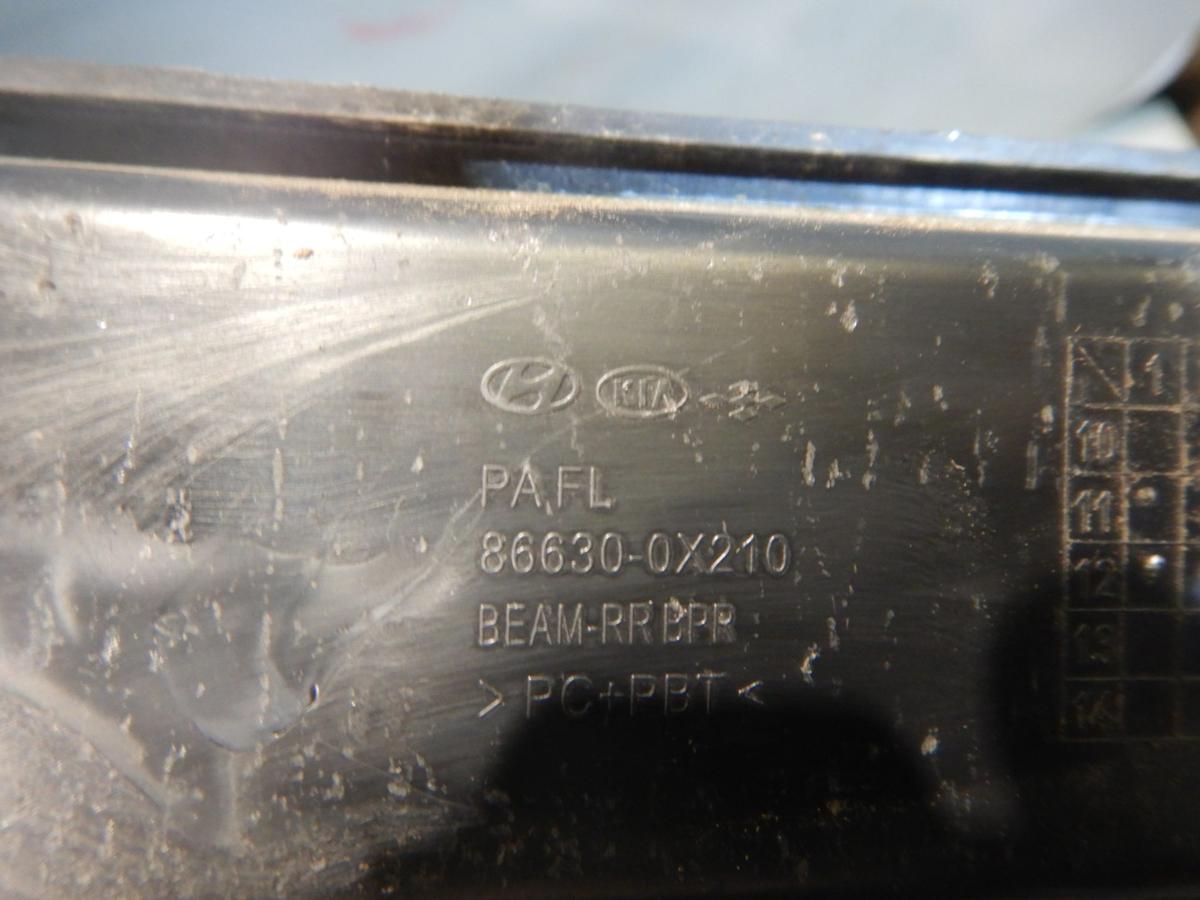 KIA
PA FL
86630-0X210
BEAM-RR BPR
>PC+PBT<
1
10
11
12
13
14